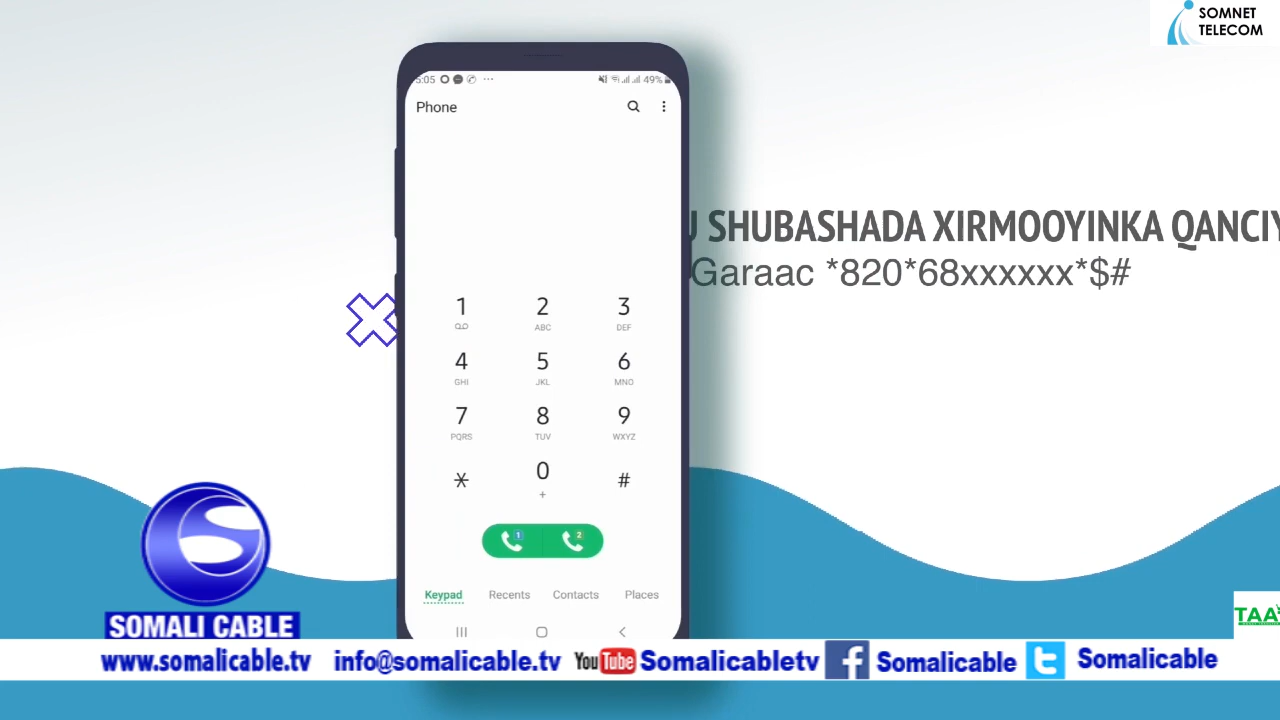 SOMNET
TELECOM
5:05
49%
Phone
SHUBASHADA XIRMOOYINKA
Garaac *820*68xxxxxx*$#
1
2
ABC
3
DEF
4
GHI
5
JKL
6
MNO
7
PQRS
8
TUV
9
WXYZ
*
0
+
#
1
2
Keypad
Recents
Contacts
Places
SOMALI CABLE
www.somalicable.tv info@somalicable.tv YouTube Somalicabletv f Somalicable Somalicable